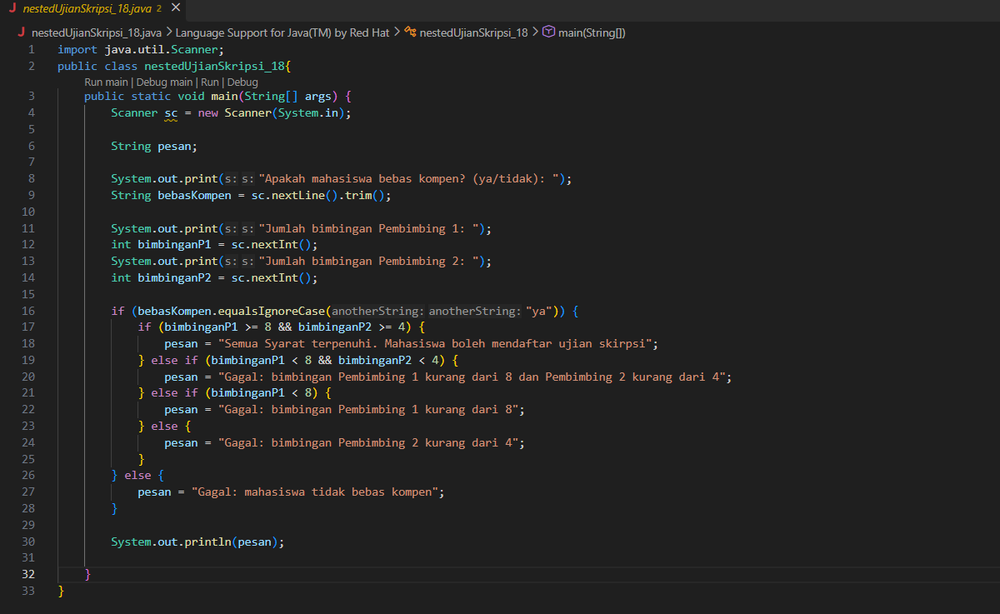 nestedUjianSkripsi_18.java 2
nestedUjianSkripsi_18.java > Language Support for Java(TM) by Red Hat > nestedUjianSkripsi_18 > main(String[])
1 import java.util.Scanner;
2 public class nestedUjianSkripsi_18{
Run main | Debug main | Run | Debug
3 public static void main(String[] args) {
4 Scanner sc = new Scanner(System.in);
5
6 String pesan;
7
8 System.out.print(s: s: "Apakah mahasiswa bebas kompen? (ya/tidak): ");
9 String bebasKompen = sc.nextLine().trim();
10
11 System.out.print(s: s: "Jumlah bimbingan Pembimbing 1: ");
12 int bimbinganP1 = sc.nextInt();
13 System.out.print(s: s: "Jumlah bimbingan Pembimbing 2: ");
14 int bimbinganP2 = sc.nextInt();
15
16 if (bebasKompen.equalsIgnoreCase(anotherString: anotherString: "ya")) {
17 if (bimbinganP1 >= 8 && bimbinganP2 >= 4) {
18 pesan = "Semua Syarat terpenuhi. Mahasiswa boleh mendaftar ujian skirpsi";
19 } else if (bimbinganP1 < 8 && bimbinganP2 < 4) {
20 pesan = "Gagal: bimbingan Pembimbing 1 kurang dari 8 dan Pembimbing 2 kurang dari 4";
21 } else if (bimbinganP1 < 8) {
22 pesan = "Gagal: bimbingan Pembimbing 1 kurang dari 8";
23 } else {
24 pesan = "Gagal: bimbingan Pembimbing 2 kurang dari 4";
25 }
26 } else {
27 pesan = "Gagal: mahasiswa tidak bebas kompen";
28 }
29
30 System.out.println(pesan);
31
32 }
33 }